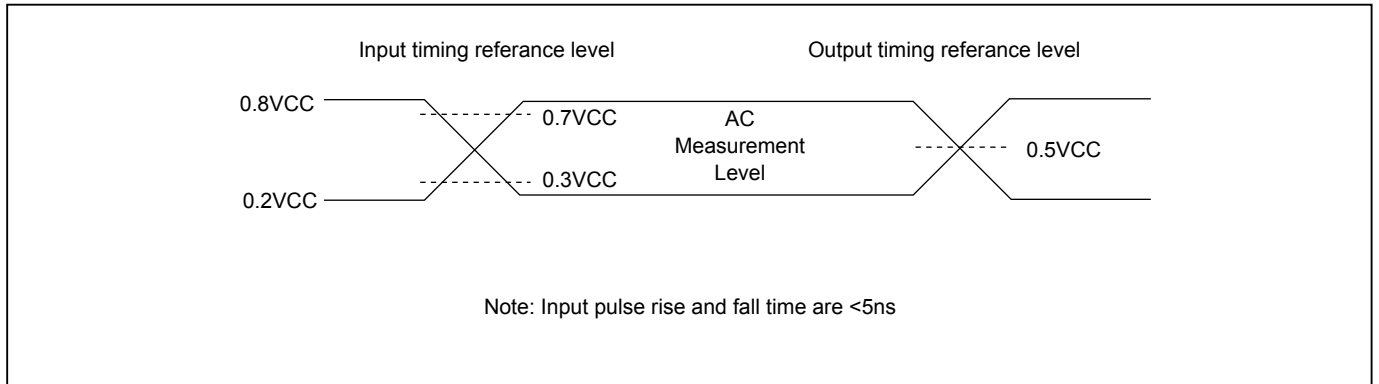 Input timing referance level
Output timing referance level
0.8VCC
0.7VCC
AC
Measurement
Level
0.5VCC
0.3VCC
0.2VCC
Note: Input pulse rise and fall time are <5ns